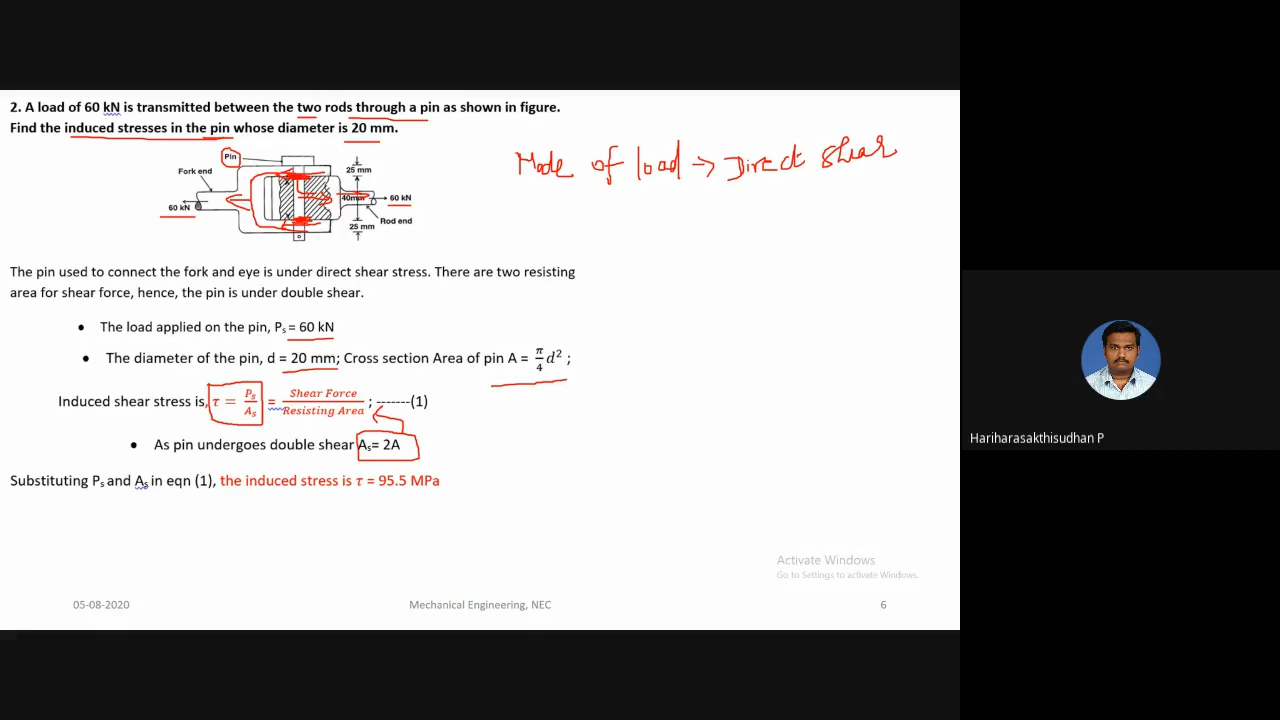 2. A load of 60 kN is transmitted between the two rods through a pin as shown in figure.
Find the induced stresses in the pin whose diameter is 20 mm.
Mode of load → Direct shear
Pin
25 mm
Fork end
40mm
60 kN
60 kN
Rod end
25 mm
The pin used to connect the fork and eye is under direct shear stress. There are two resisting
area for shear force, hence, the pin is under double shear.
• The load applied on the pin, Ps = 60 kN
• The diameter of the pin, d = 20 mm; Cross section Area of pin A = π/4 d² ;
Induced shear stress is, τ = Ps/As = Shear Force/Resisting Area ; -------(1)
• As pin undergoes double shear As= 2A
Substituting Ps and As in eqn (1), the induced stress is τ = 95.5 MPa
Hariharasakthisudhan P
Activate Windows
Go to Settings to activate Windows.
05-08-2020
Mechanical Engineering, NEC
6